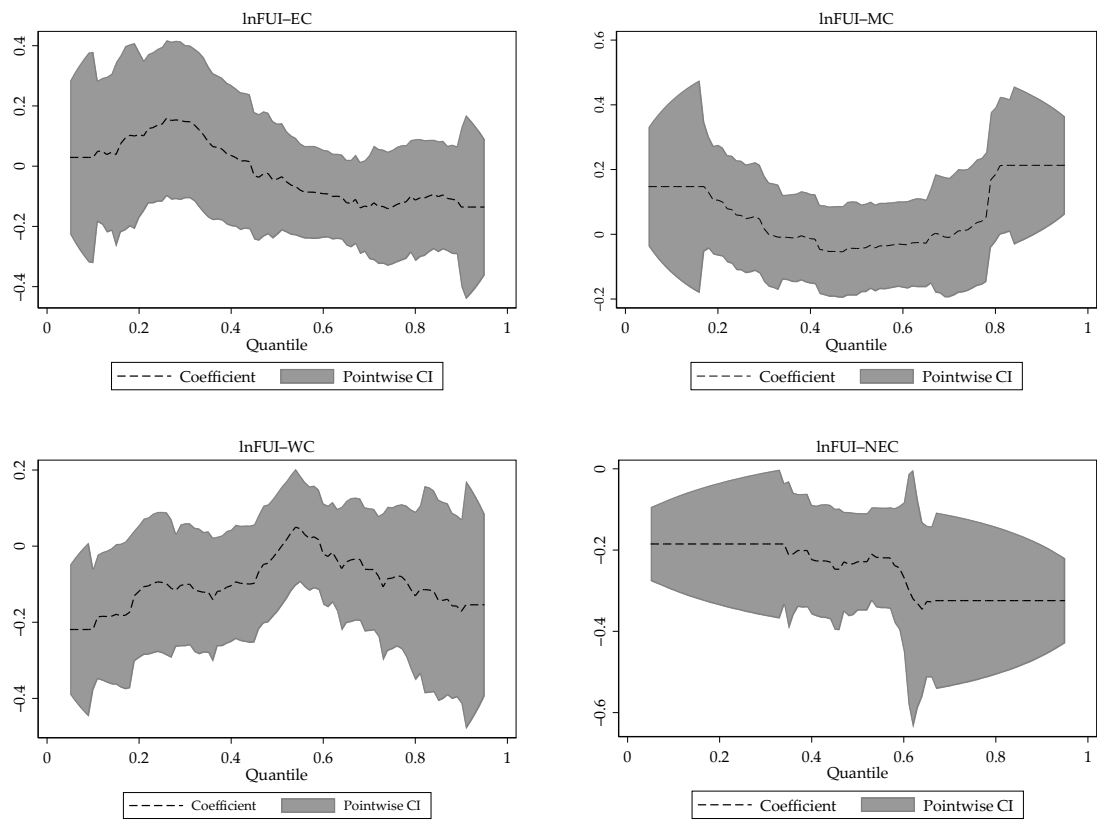 lnFUI–EC
0.4
0.2
0
−0.2
−0.4
0 0.2 0.4 0.6 0.8 1
Quantile
Coefficient Pointwise CI
lnFUI–MC
0.6
0.4
0.2
0
−0.2
0 0.2 0.4 0.6 0.8 1
Quantile
Coefficient Pointwise CI
lnFUI–WC
0.2
0
−0.2
−0.4
0 0.2 0.4 0.6 0.8 1
Quantile
Coefficient Pointwise CI
lnFUI–NEC
0
−0.2
−0.4
−0.6
0 0.2 0.4 0.6 0.8 1
Quantile
Coefficient Pointwise CI